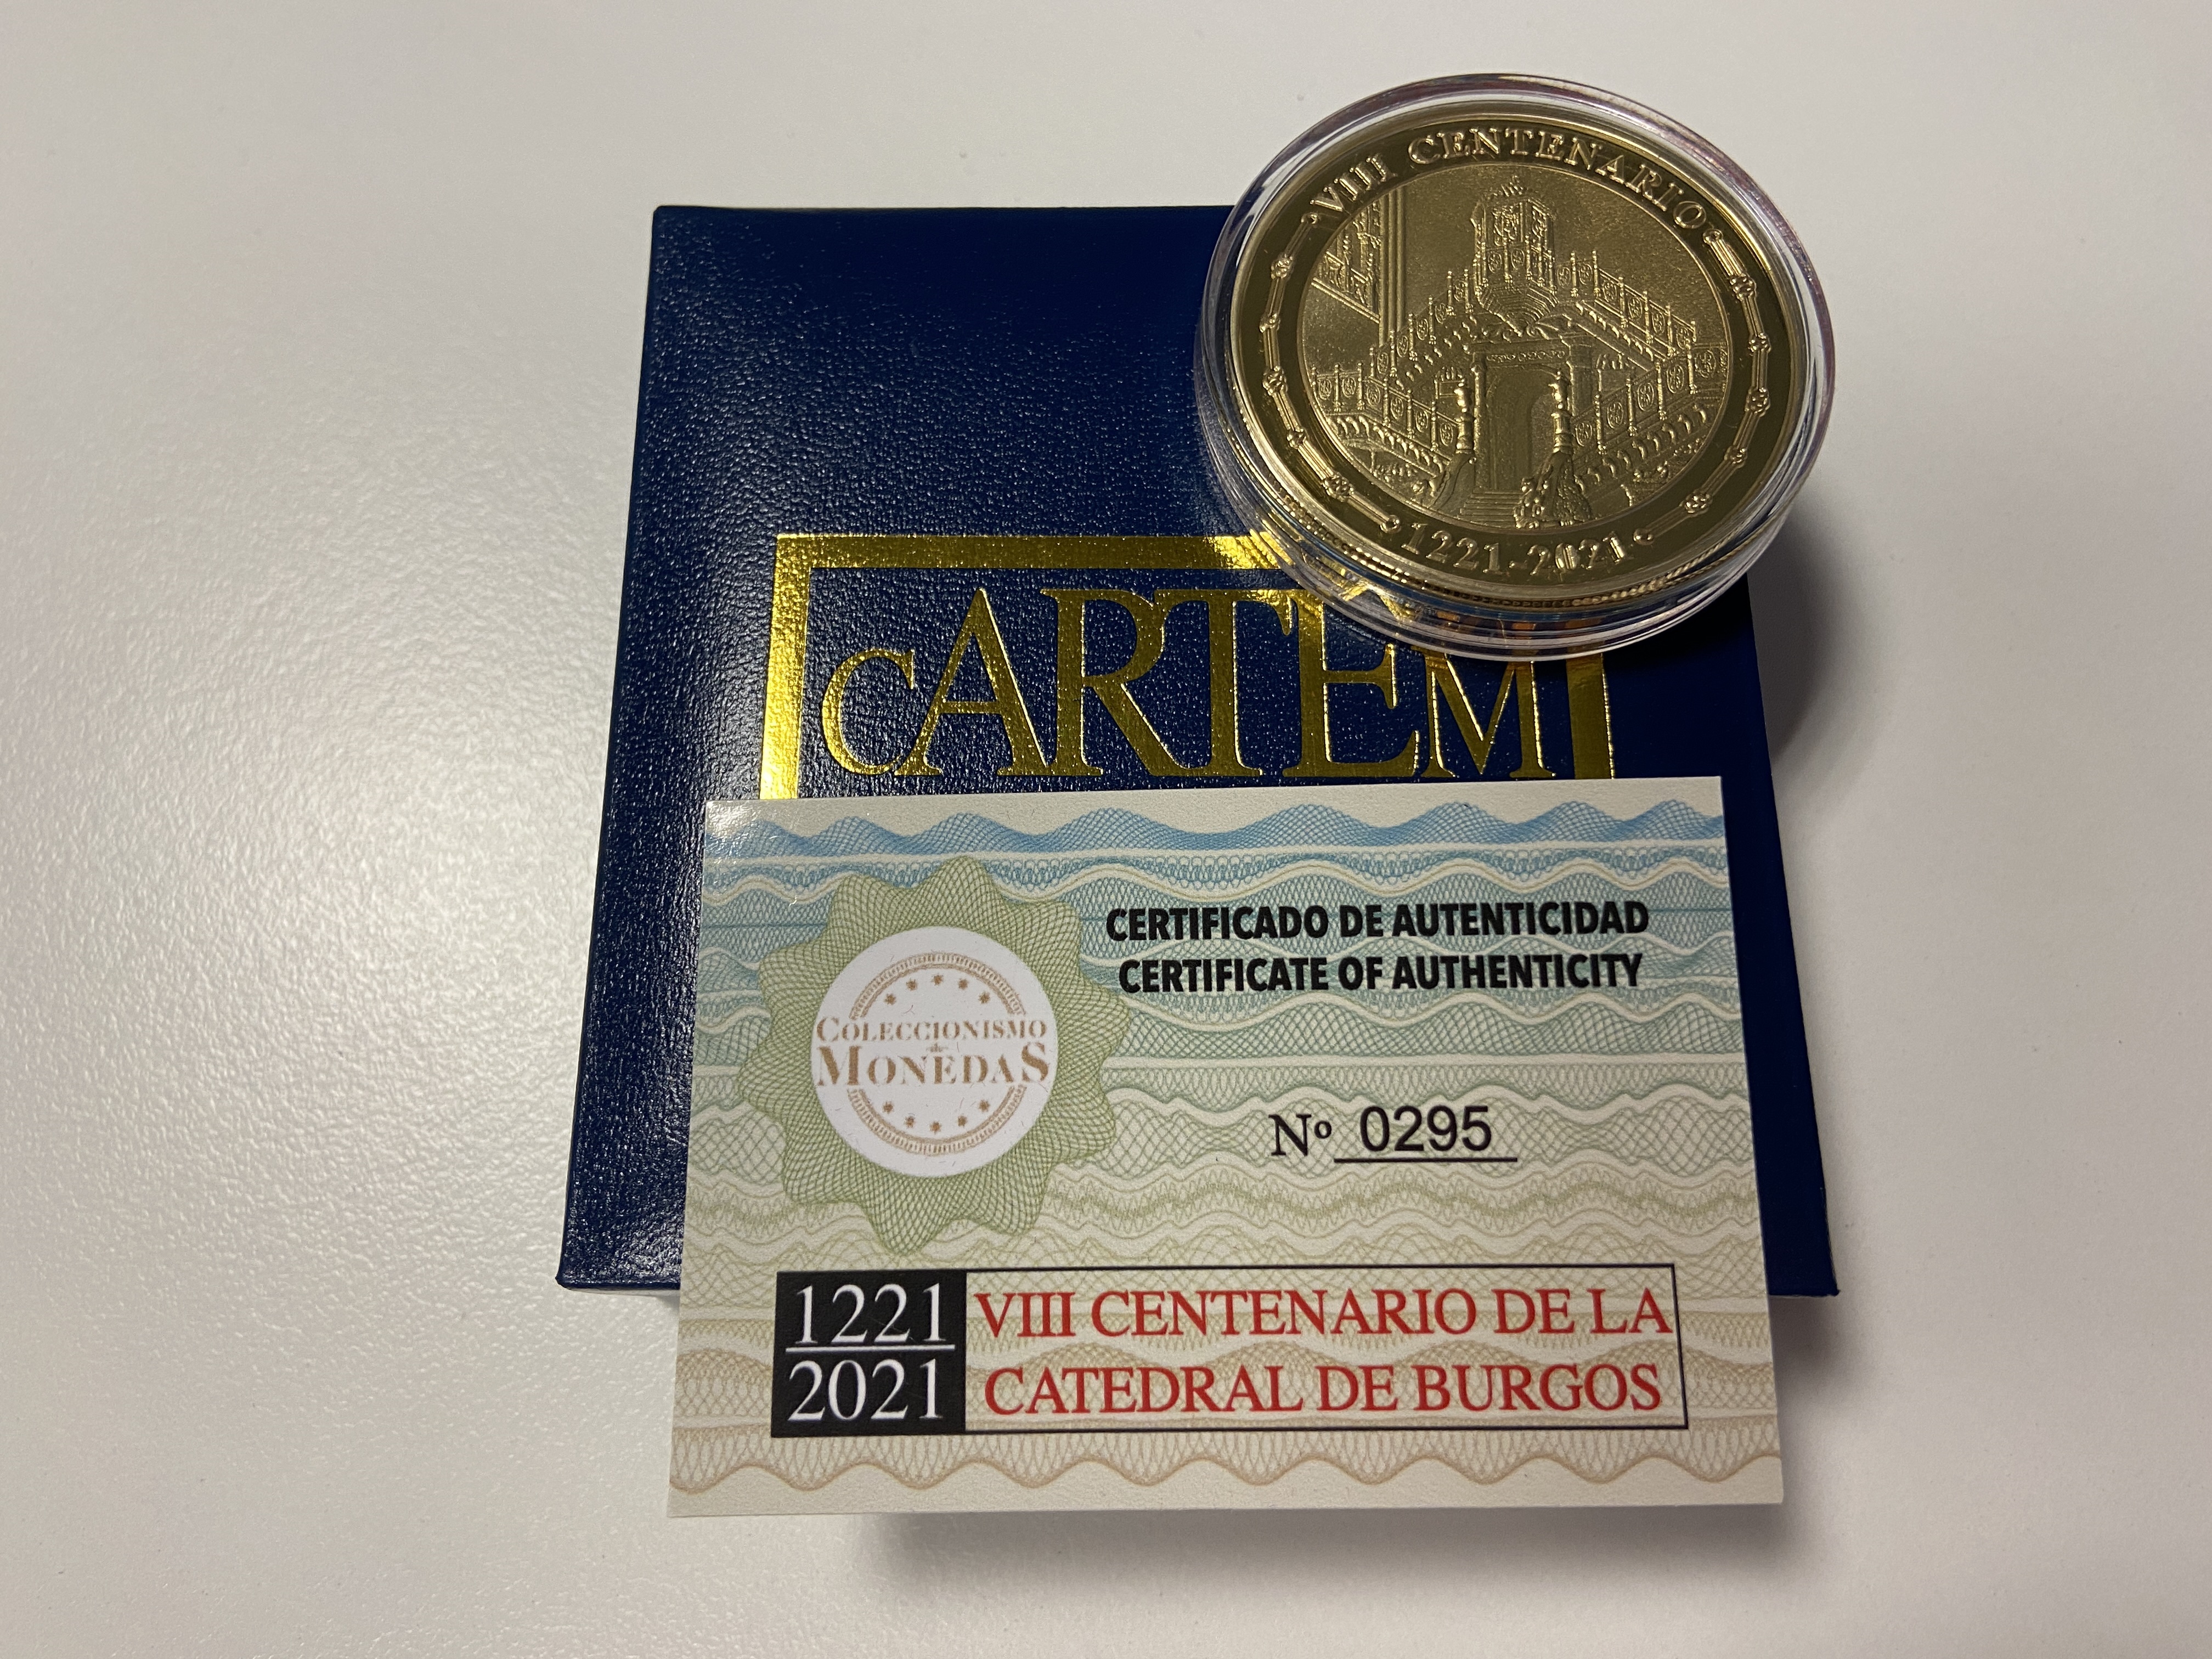 VIII CENTENARIO
1221-2021
CARTEM
CERTIFICADO DE AUTENTICIDAD
CERTIFICATE OF AUTHENTICITY
COLECCIONISMO
de
MONEDAS
Nº 0295
1221
2021
VIII CENTENARIO DE LA
CATEDRAL DE BURGOS